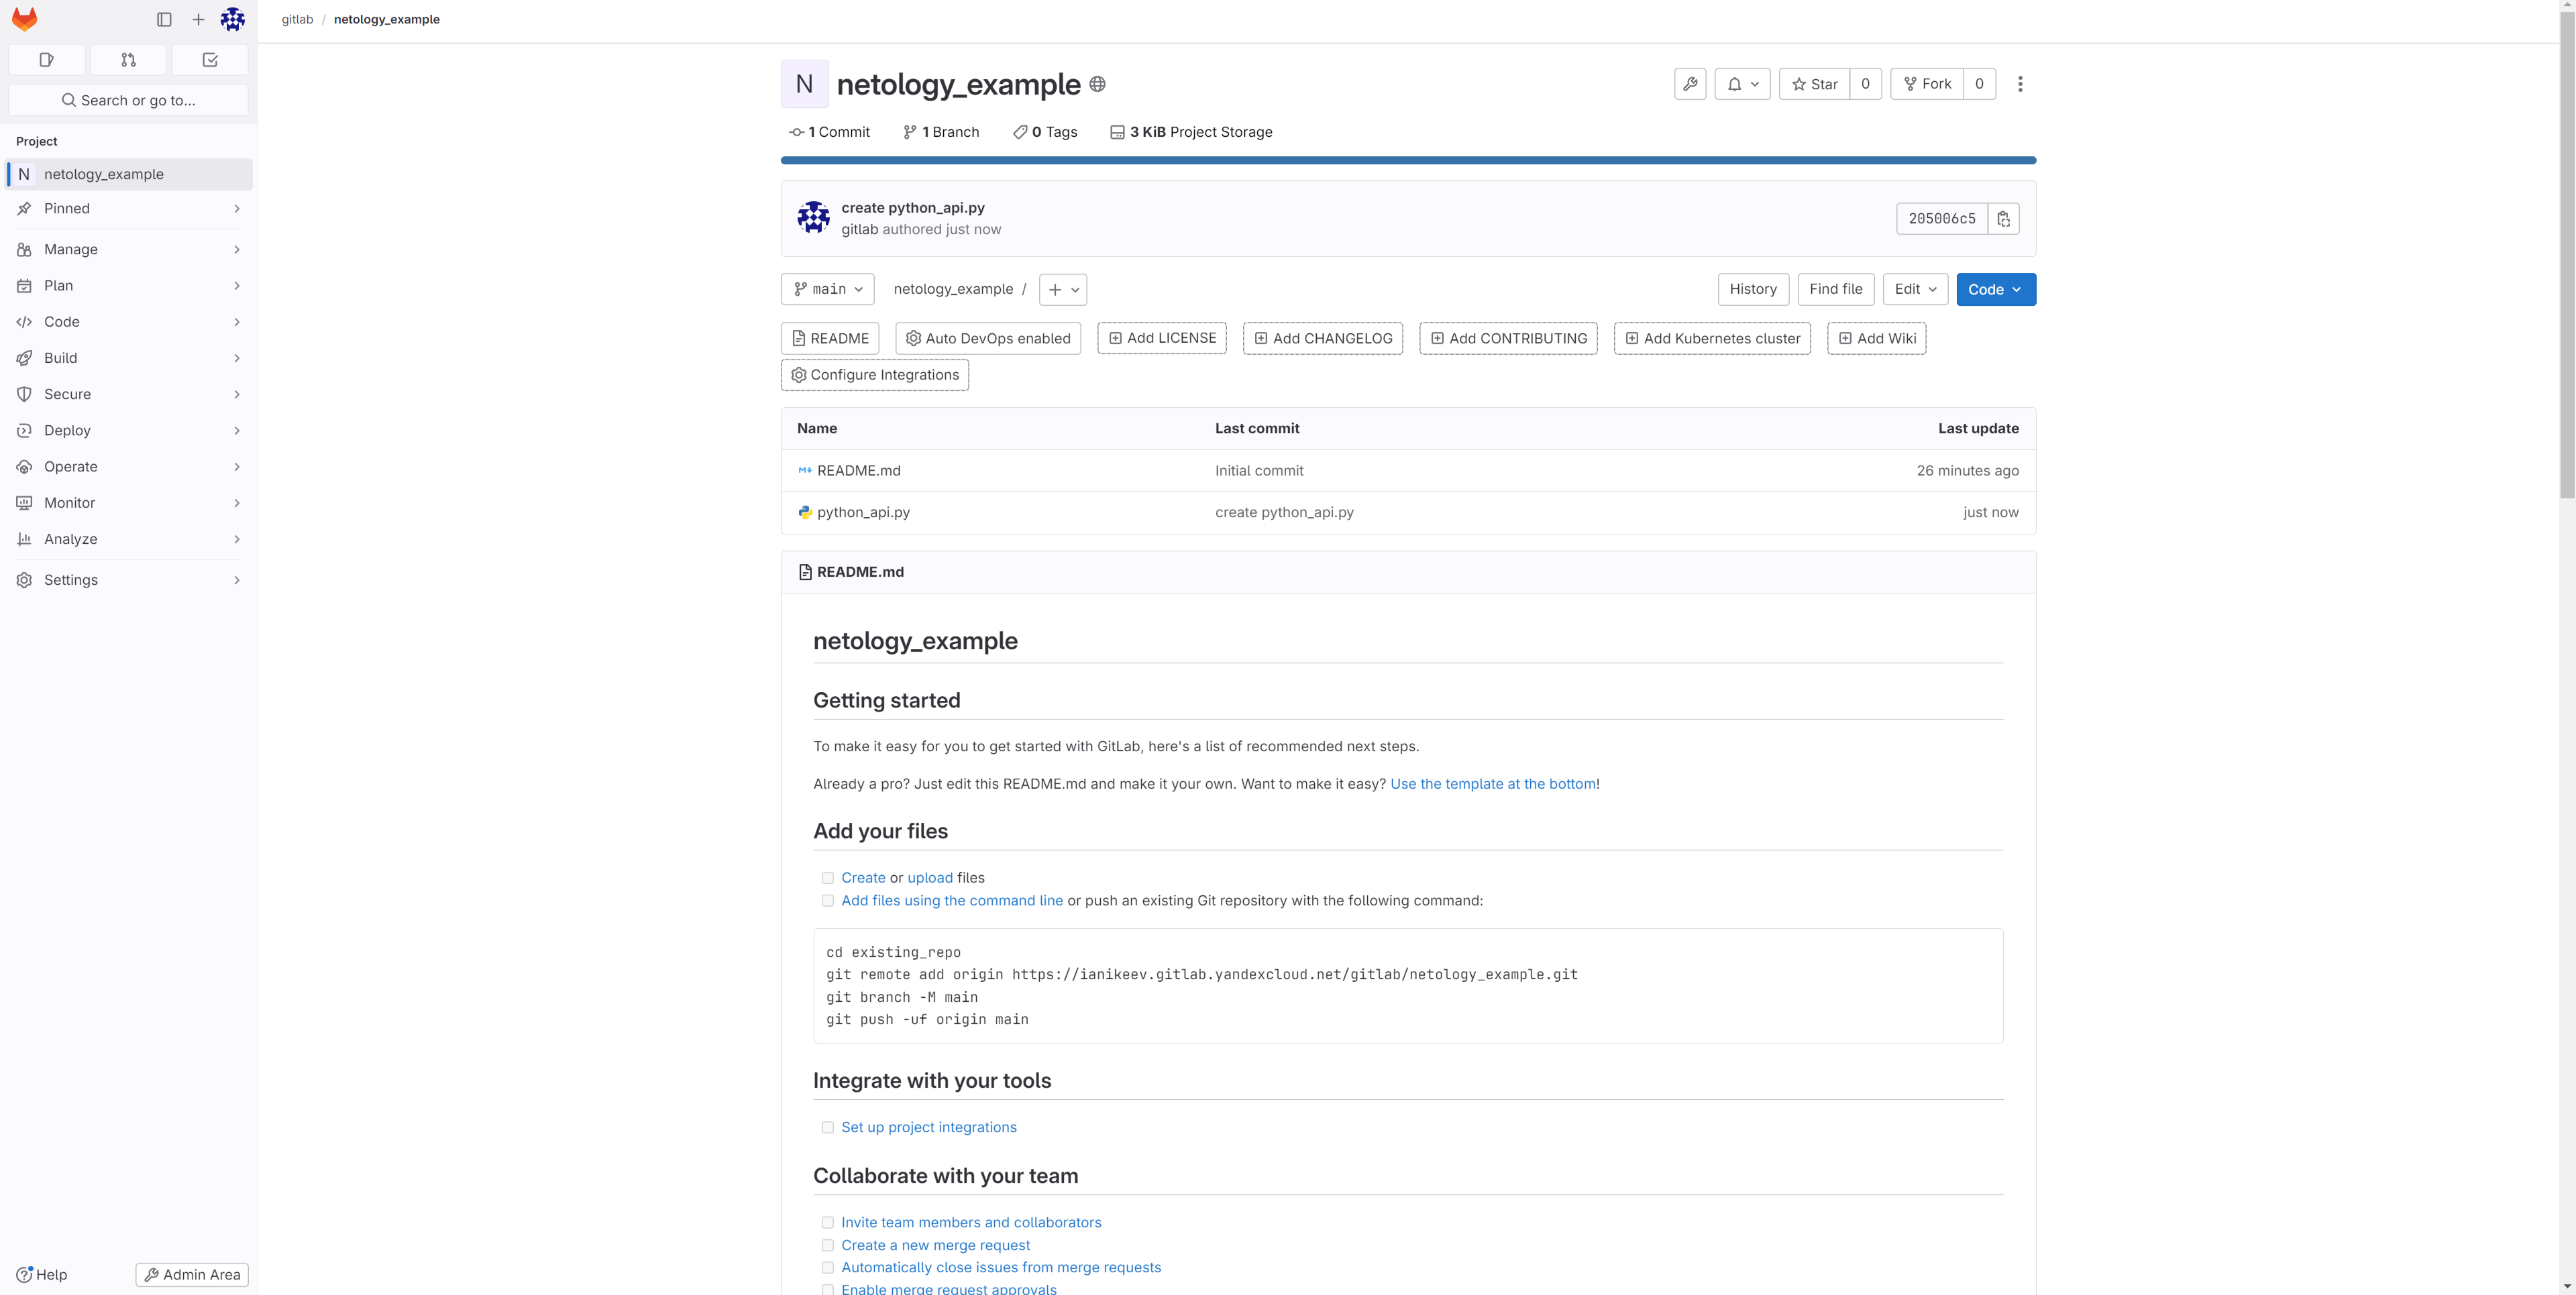 gitlab / netology_example
Search or go to...
Project
N netology_example
Pinned
Manage
Plan
Code
Build
Secure
Deploy
Operate
Monitor
Analyze
Settings
Help
Admin Area
N netology_example
Star 0
Fork 0
1 Commit
1 Branch
0 Tags
3 KiB Project Storage
create python_api.py
gitlab authored just now
205006c5
main
netology_example /
History
Find file
Edit
Code
README
Auto DevOps enabled
Add LICENSE
Add CHANGELOG
Add CONTRIBUTING
Add Kubernetes cluster
Add Wiki
Configure Integrations
Name Last commit Last update
README.md Initial commit 26 minutes ago
python_api.py create python_api.py just now
README.md
netology_example
Getting started
To make it easy for you to get started with GitLab, here's a list of recommended next steps.
Already a pro? Just edit this README.md and make it your own. Want to make it easy? Use the template at the bottom!
Add your files
Create or upload files
Add files using the command line or push an existing Git repository with the following command:
cd existing_repo
git remote add origin https://ianikeev.gitlab.yandexcloud.net/gitlab/netology_example.git
git branch -M main
git push -uf origin main
Integrate with your tools
Set up project integrations
Collaborate with your team
Invite team members and collaborators
Create a new merge request
Automatically close issues from merge requests
Enable merge request approvals